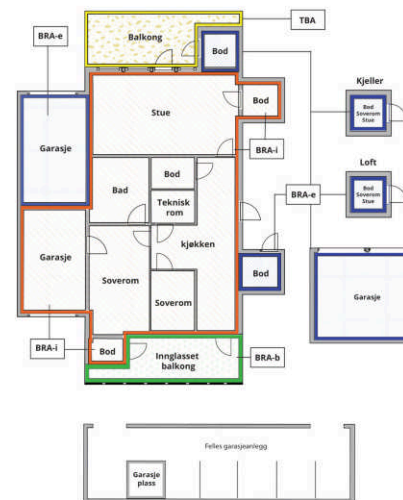 TBA
Balkong
BRA-e
Bod
Kjeller
Stue
Bod
Bod
Soverom
Stue
Garasje
BRA-i
Loft
Bod
Bad
BRA-e
Bod
Soverom
Stue
Teknisk
rom
Garasje
kjøkken
Bod
Soverom
Soverom
Garasje
BRA-i
Bod
Innglasset
balkong
BRA-b
Felles garasjeanlegg
Garasje
plass